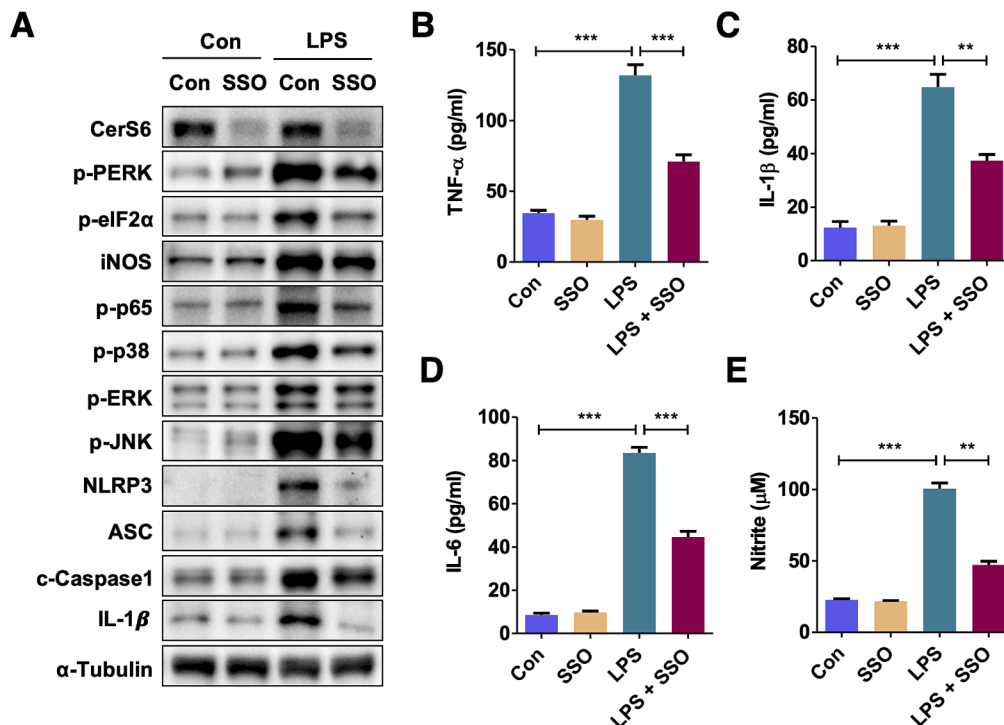 A
Con LPS
Con SSO Con SSO
CerS6
p-PERK
p-eIF2α
iNOS
p-p65
p-p38
p-ERK
p-JNK
NLRP3
ASC
c-Caspase1
IL-1β
α-Tubulin
B
TNF-α (pg/ml)
150
100
50
0
*** ***
Con SSO LPS LPS + SSO
C
IL-1β (pg/ml)
80
60
40
20
0
*** **
Con SSO LPS LPS + SSO
D
IL-6 (pg/ml)
100
80
60
40
20
0
*** ***
Con SSO LPS LPS + SSO
E
Nitrite (μM)
150
100
50
0
*** **
Con SSO LPS LPS + SSO